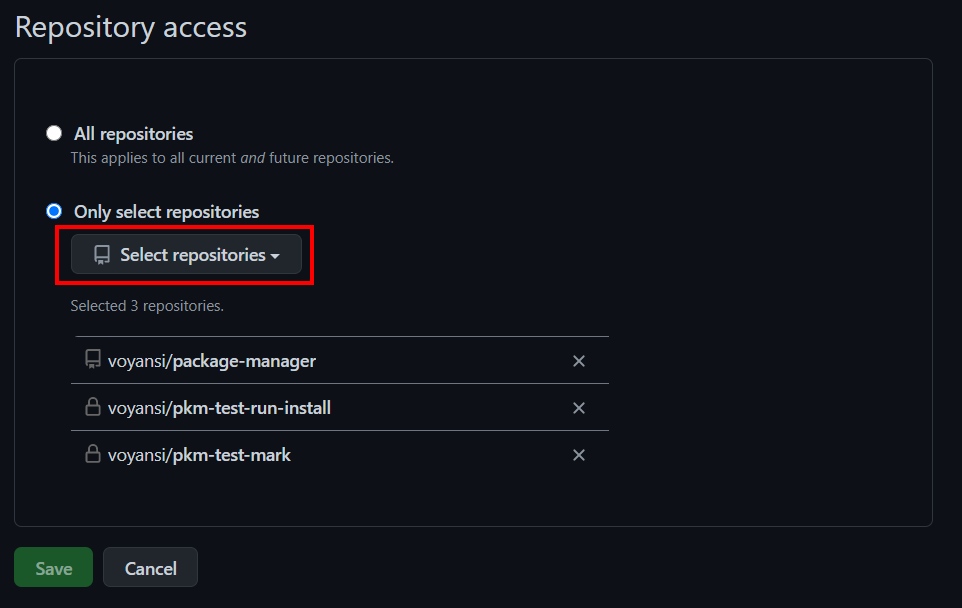 Repository access
All repositories
This applies to all current and future repositories.
Only select repositories
Select repositories
Selected 3 repositories.
voyansi/package-manager
voyansi/pkm-test-run-install
voyansi/pkm-test-mark
Save Cancel